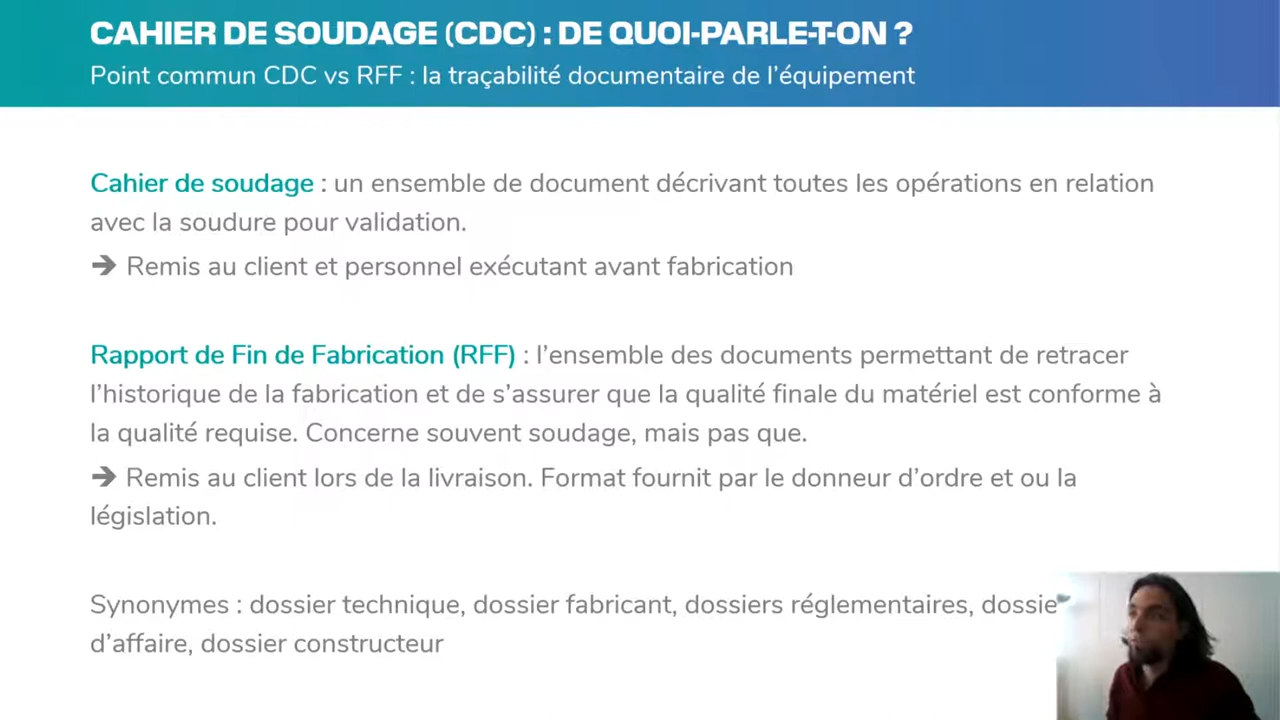 CAHIER DE SOUDAGE (CDC) : DE QUOI-PARLE-T-ON ?
Point commun CDC vs RFF : la traçabilité documentaire de l'équipement
Cahier de soudage : un ensemble de document décrivant toutes les opérations en relation
avec la soudure pour validation.
➔ Remis au client et personnel exécutant avant fabrication
Rapport de Fin de Fabrication (RFF) : l'ensemble des documents permettant de retracer
l'historique de la fabrication et de s'assurer que la qualité finale du matériel est conforme à
la qualité requise. Concerne souvent soudage, mais pas que.
➔ Remis au client lors de la livraison. Format fournit par le donneur d'ordre et ou la
législation.
Synonymes : dossier technique, dossier fabricant, dossiers réglementaires, dossie
d'affaire, dossier constructeur